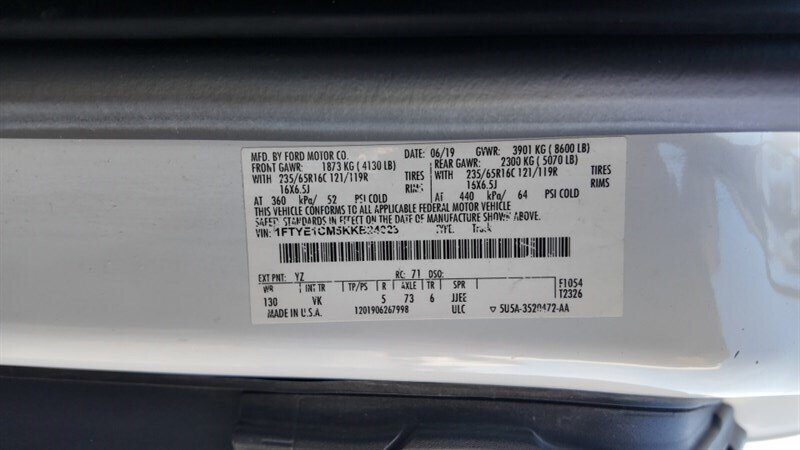 MFD. BY FORD MOTOR CO. DATE: 06/19 GVWR: 3901 KG ( 8600 LB)
FRONT GAWR: 1873 KG ( 4130 LB) REAR GAWR: 2300 KG ( 5070 LB)
WITH 235/65R16C 121/119R TIRES WITH 235/65R16C 121/119R TIRES
16X6.5J RIMS 16X6.5J RIMS
AT 360 kPa/ 52 PSI COLD AT 440 kPa/ 64 PSI COLD
THIS VEHICLE CONFORMS TO ALL APPLICABLE FEDERAL MOTOR VEHICLE
SAFETY STANDARDS IN EFFECT ON THE DATE OF MANUFACTURE SHOWN ABOVE.
VIN: TYPE: Truck
EXT PNT: YZ RC: 71 DSO:
WB INT TR TP/PS R AXLE TR SPR F1054
130 VK 5 73 6 JJEE T2326
MADE IN U.S.A. 1201906267998 ULC ▽ 5U5A-3520472-AA